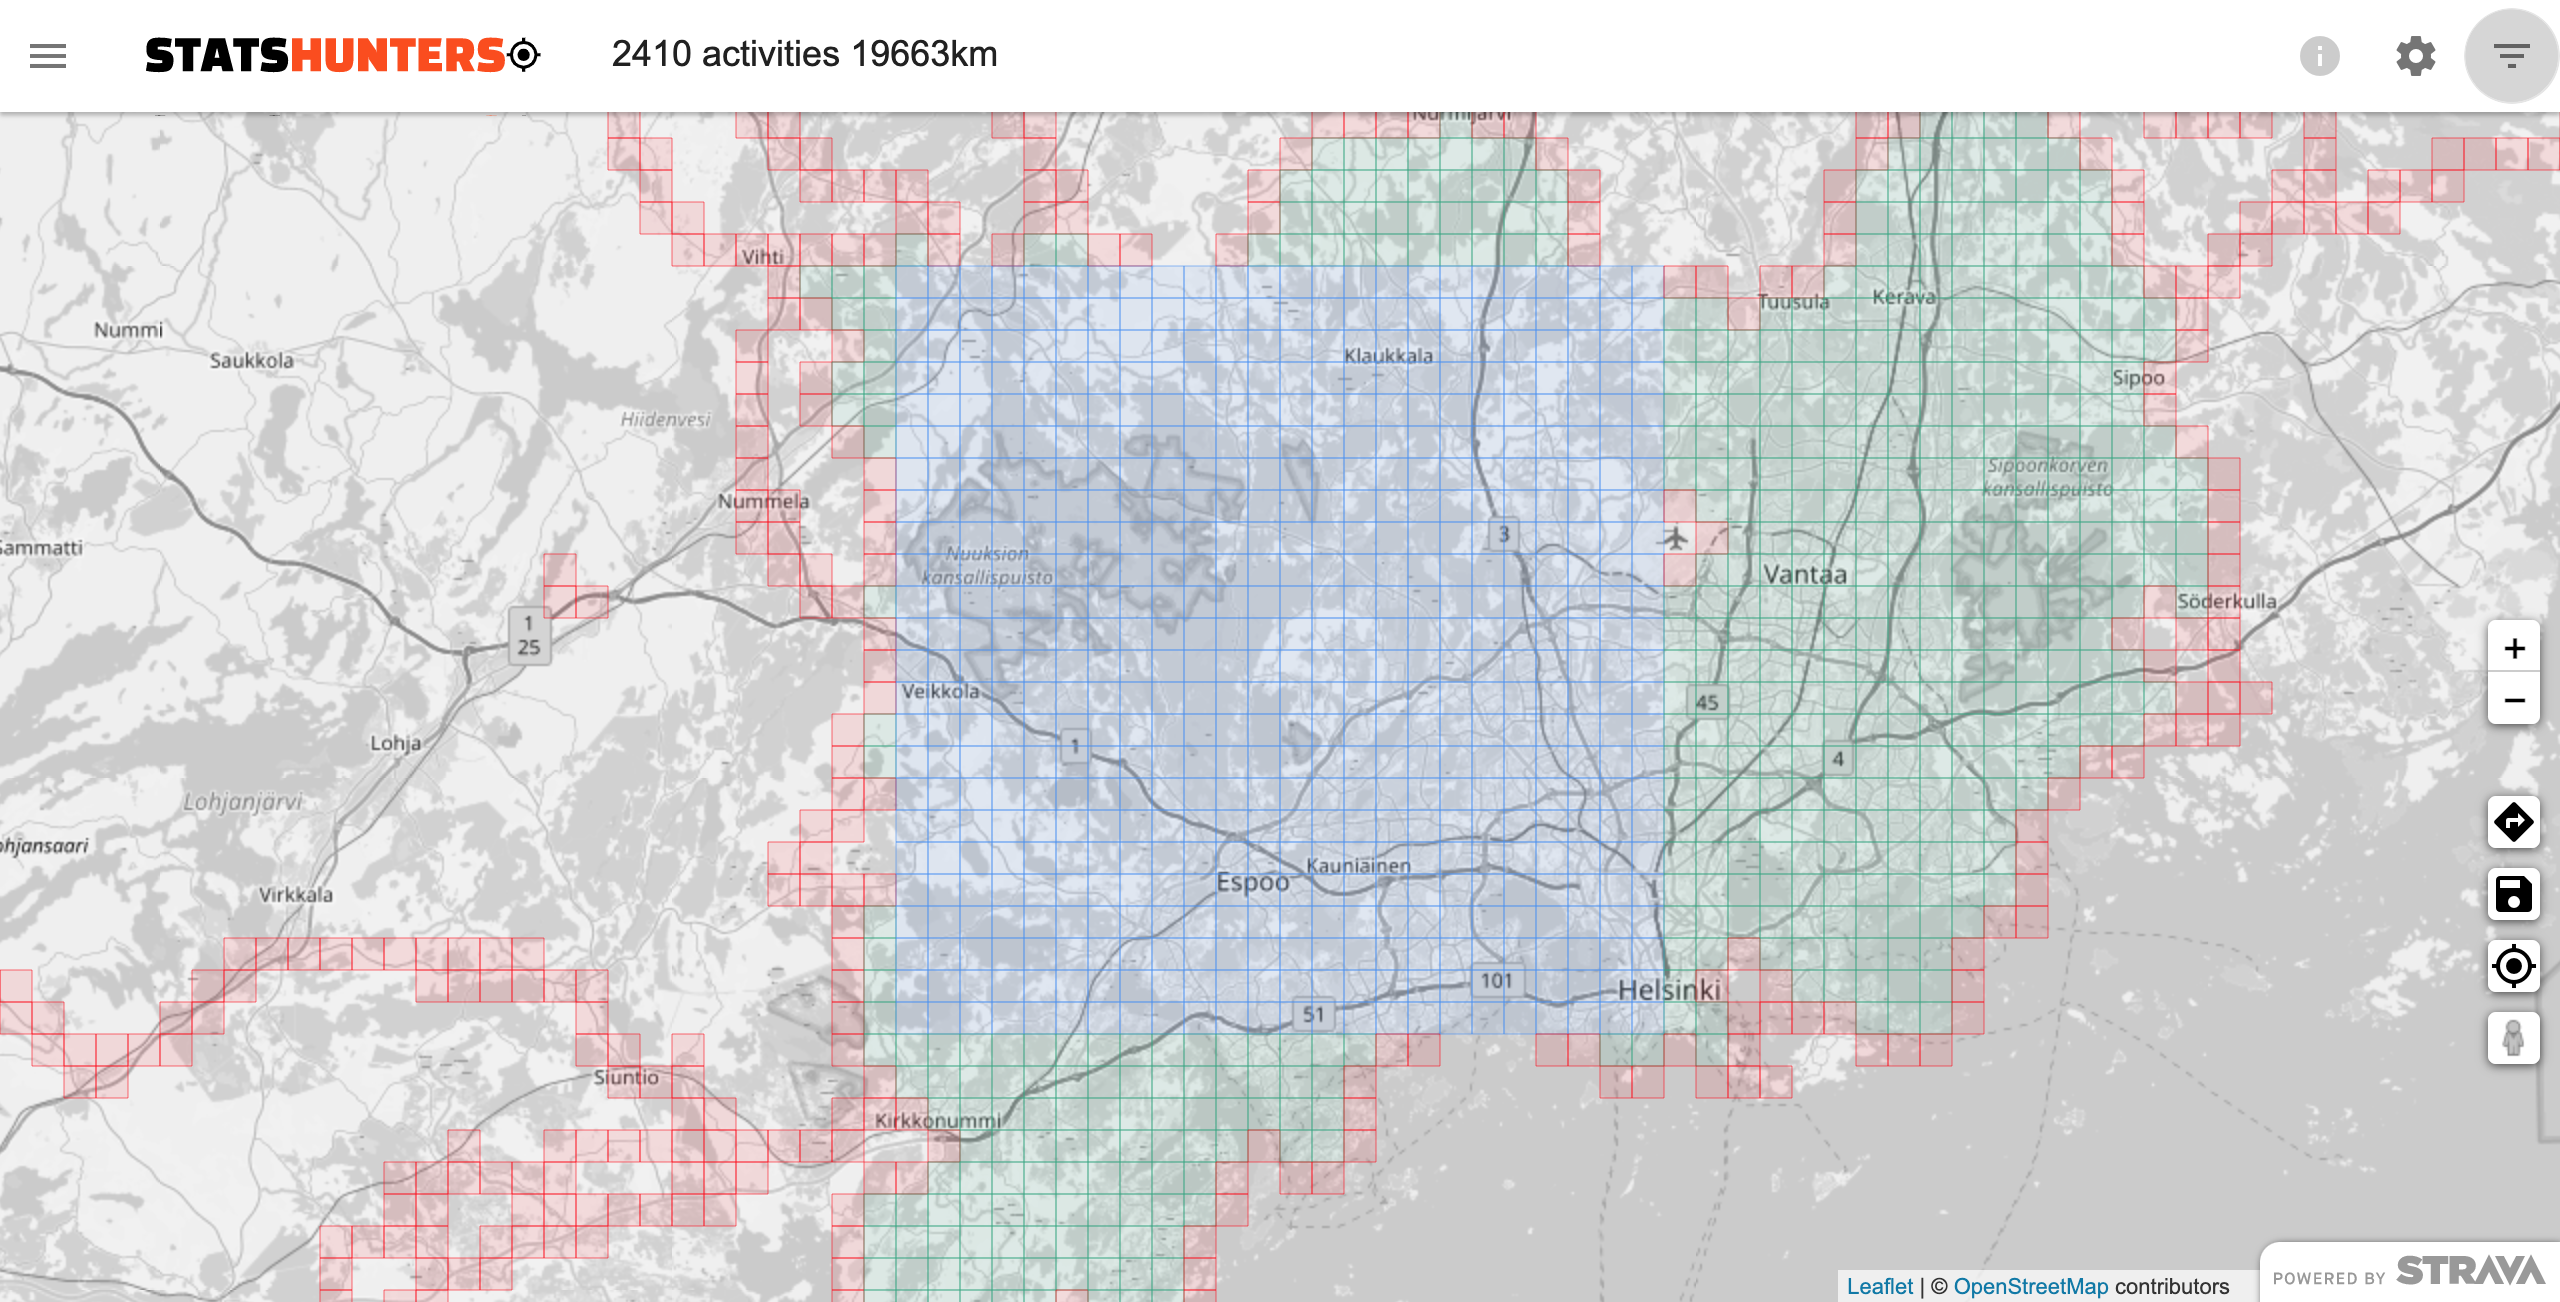 STATSHUNTERS
2410 activities 19663km
Nurmijärvi
Vihti
Tuusula
Kerava
Nummi
Saukkola
Klaukkala
Sipoo
Hiidenvesi
Sipoonkorven
kansallispuisto
Nummela
3
Sammatti
Nuuksion
kansallispuisto
Vantaa
Söderkulla
1
25
+
Veikkola
45
−
Lohja
1
4
Lohjanjärvi
ohjansaari
Kauniainen
Espoo
Virkkala
101
Helsinki
51
Siuntio
Kirkkonummi
Leaflet | © OpenStreetMap contributors
POWERED BY STRAVA